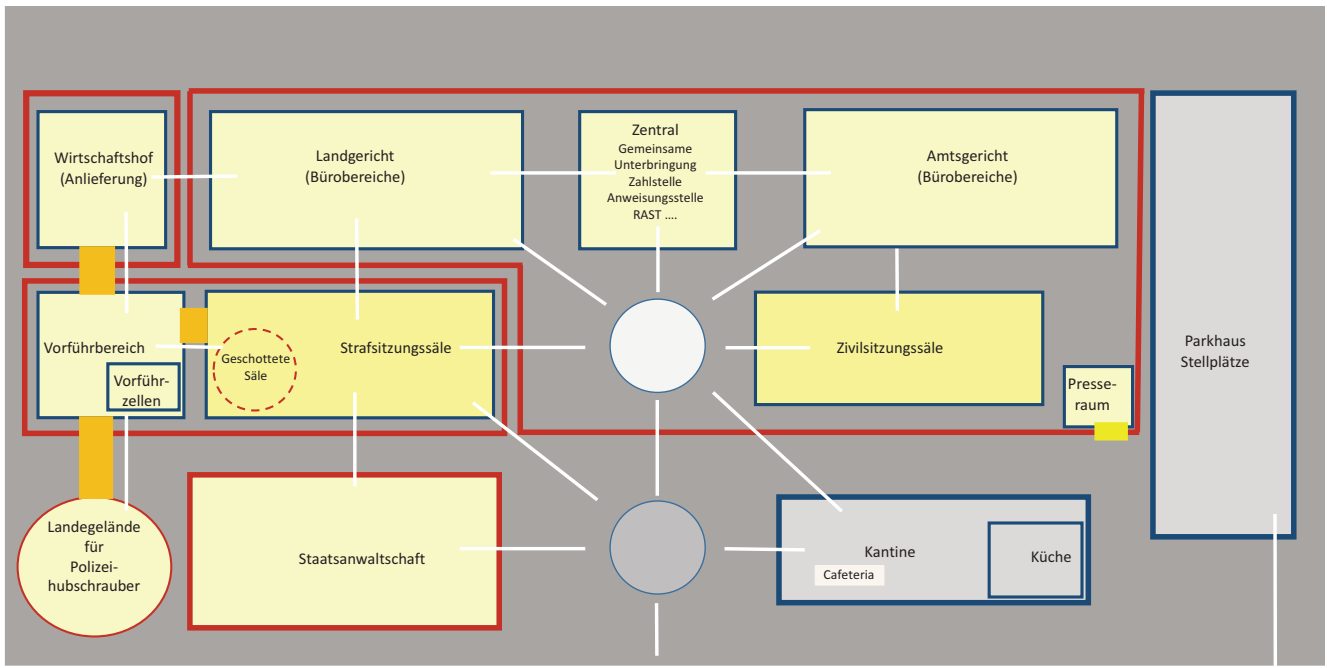 Wirtschaftshof
(Anlieferung)
Landgericht
(Bürobereiche)
Zentral
Gemeinsame
Unterbringung
Zahlstelle
Anweisungsstelle
RAST ....
Amtsgericht
(Bürobereiche)
Vorführbereich
Vorführ-
zellen
Geschottete
Säle
Strafsitzungssäle
Zivilsitzungssäle
Presse-
raum
Parkhaus
Stellplätze
Landegelände
für
Polizei-
hubschrauber
Staatsanwaltschaft
Kantine
Cafeteria
Küche